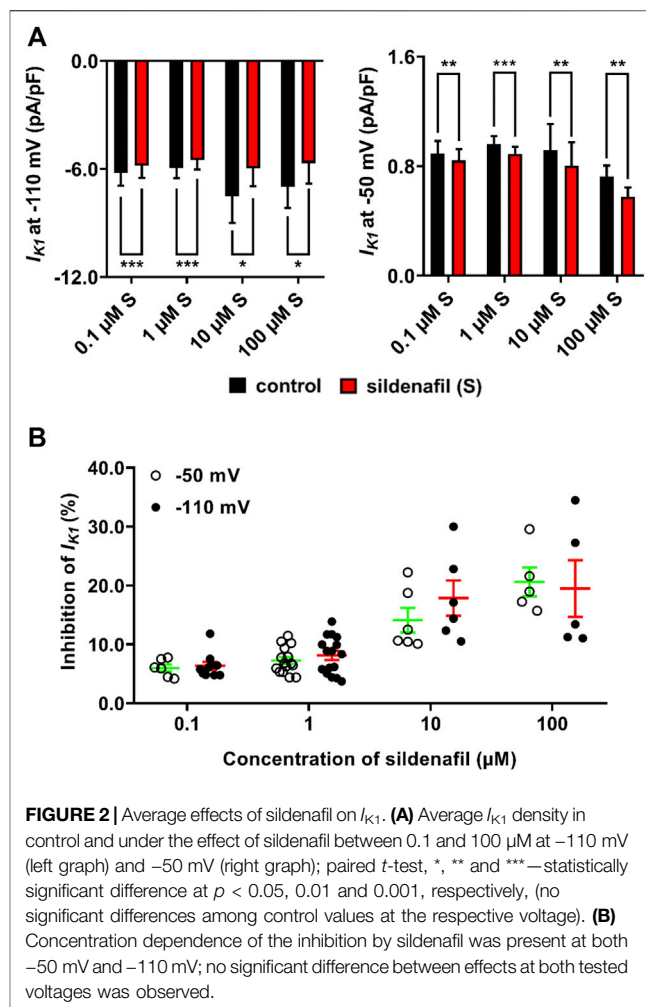 A
0.0
-6.0
-12.0
I_K1 at -110 mV (pA/pF)
***
***
*
*
0.1 µM S
1 µM S
10 µM S
100 µM S
1.6
0.8
0.0
I_K1 at -50 mV (pA/pF)
**
***
**
**
0.1 µM S
1 µM S
10 µM S
100 µM S
control
sildenafil (S)
B
-50 mV
-110 mV
40.0
30.0
20.0
10.0
0.0
Inhibition of I_K1 (%)
0.1
1
10
100
Concentration of sildenafil (µM)
FIGURE 2 | Average effects of sildenafil on I_K1. (A) Average I_K1 density in
control and under the effect of sildenafil between 0.1 and 100 μM at −110 mV
(left graph) and −50 mV (right graph); paired t-test, *, ** and ***—statistically
significant difference at p < 0.05, 0.01 and 0.001, respectively, (no
significant differences among control values at the respective voltage). (B)
Concentration dependence of the inhibition by sildenafil was present at both
−50 mV and −110 mV; no significant difference between effects at both tested
voltages was observed.